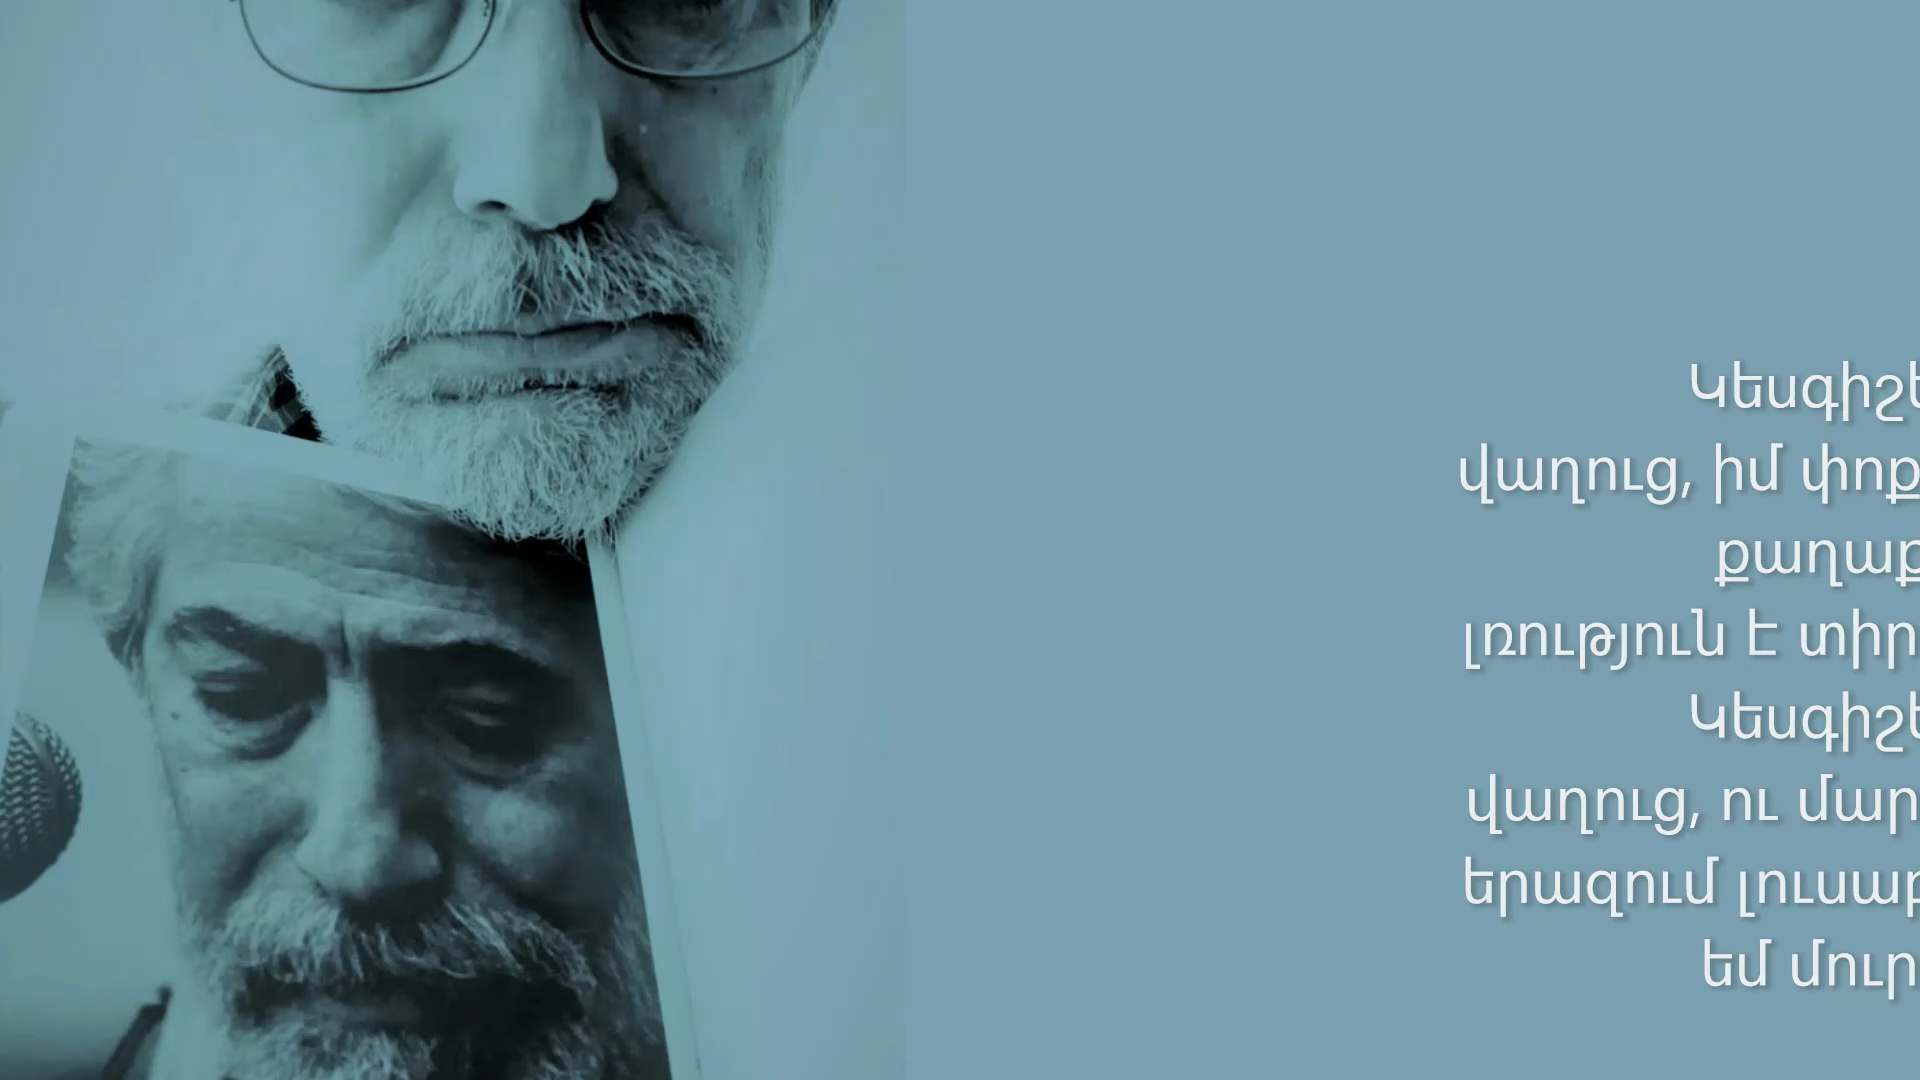 Կեսգիշե
վաղուց, իմ փոք
քաղաք
լռություն է տիր
Կեսգիշե
վաղուց, ու մար
երազում լուսաբ
եմ մուր